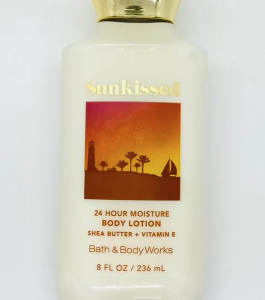 Sunkissed
24 HOUR MOISTURE
BODY LOTION
SHEA BUTTER + VITAMIN E
Bath & Body Works
8 FL OZ / 236 mL